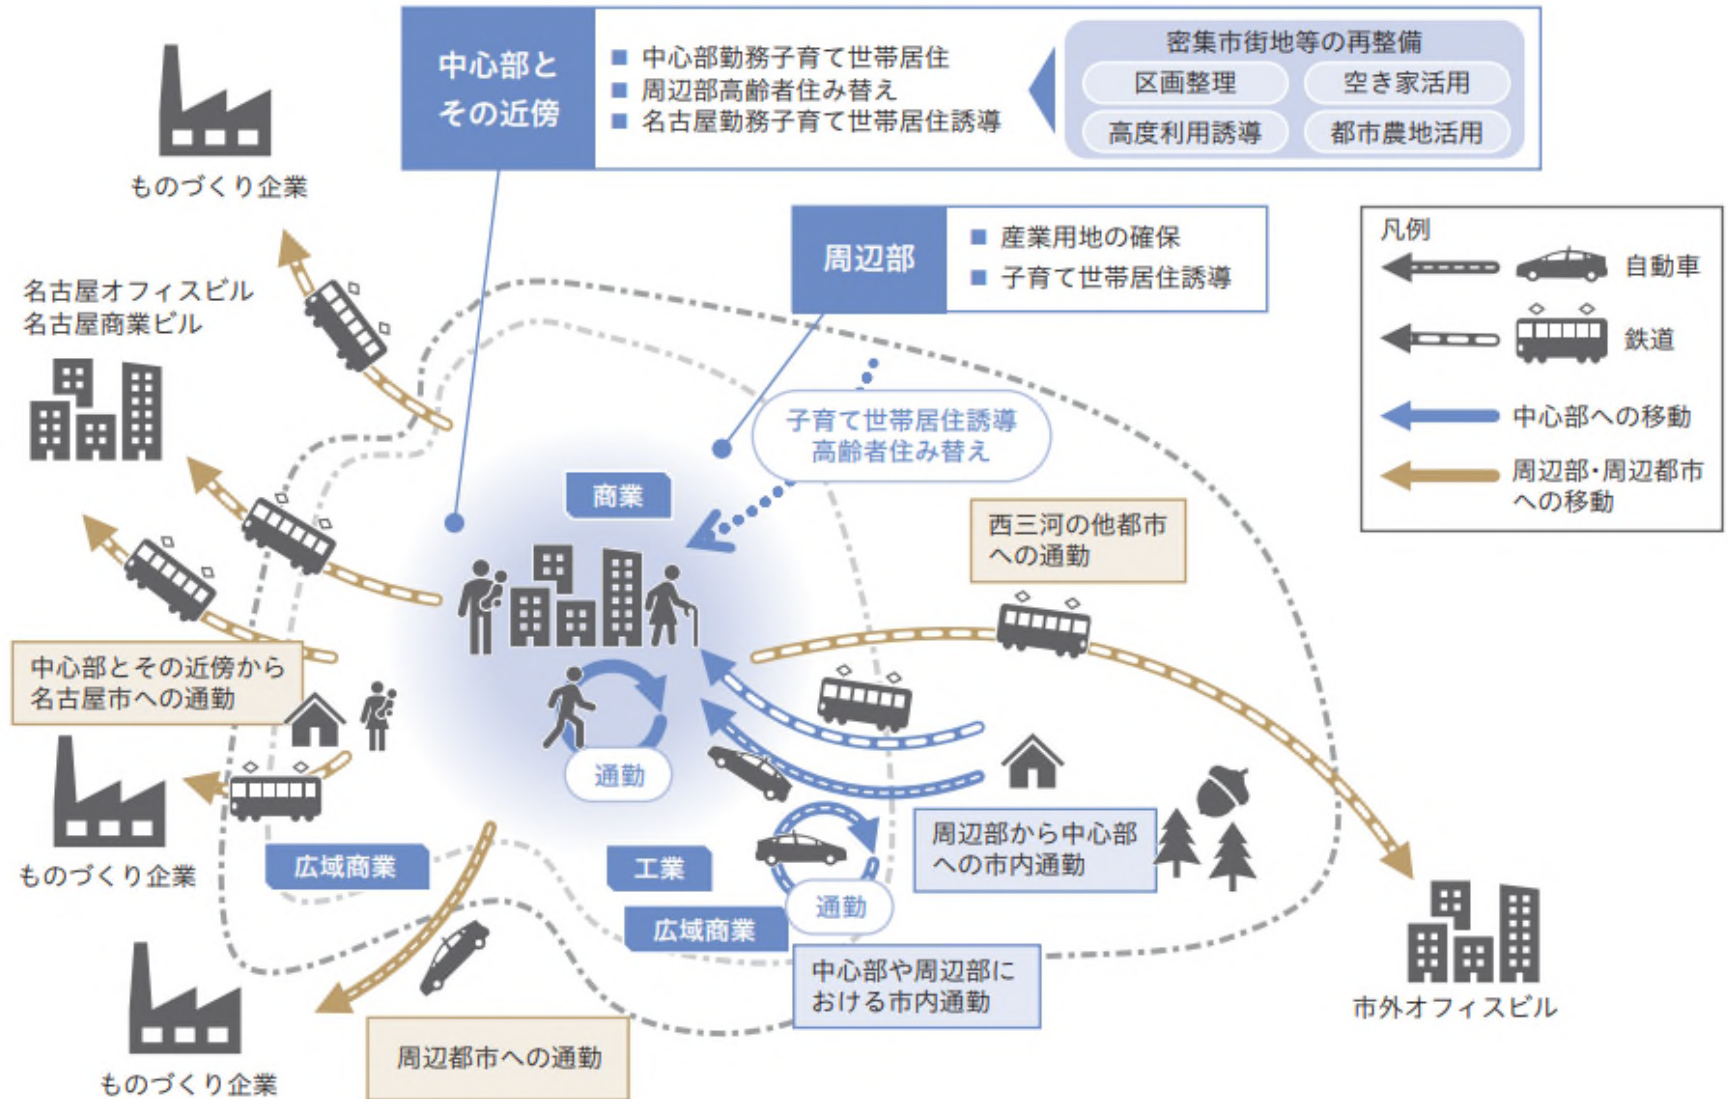 中心部と
その近傍
■ 中心部勤務子育て世帯居住
■ 周辺部高齢者住み替え
■ 名古屋勤務子育て世帯居住誘導
密集市街地等の再整備
区画整理
空き家活用
高度利用誘導
都市農地活用
ものづくり企業
周辺部
■ 産業用地の確保
■ 子育て世帯居住誘導
凡例
自動車
鉄道
中心部への移動
周辺部・周辺都市
への移動
名古屋オフィスビル
名古屋商業ビル
子育て世帯居住誘導
高齢者住み替え
商業
西三河の他都市
への通勤
中心部とその近傍から
名古屋市への通勤
通勤
ものづくり企業
広域商業
工業
周辺部から中心部
への市内通勤
通勤
広域商業
中心部や周辺部に
おける市内通勤
市外オフィスビル
周辺都市への通勤
ものづくり企業